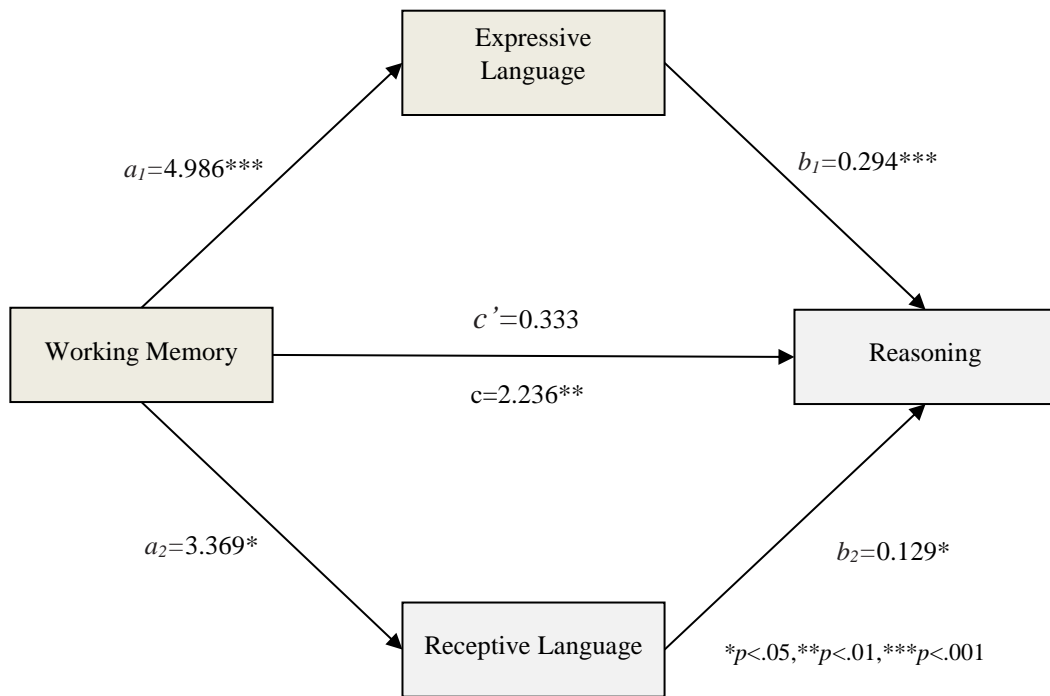 Expressive
Language
a₁=4.986***
b₁=0.294***
c’=0.333
Working Memory
Reasoning
c=2.236**
a₂=3.369*
b₂=0.129*
Receptive Language
*p<.05,**p<.01,***p<.001